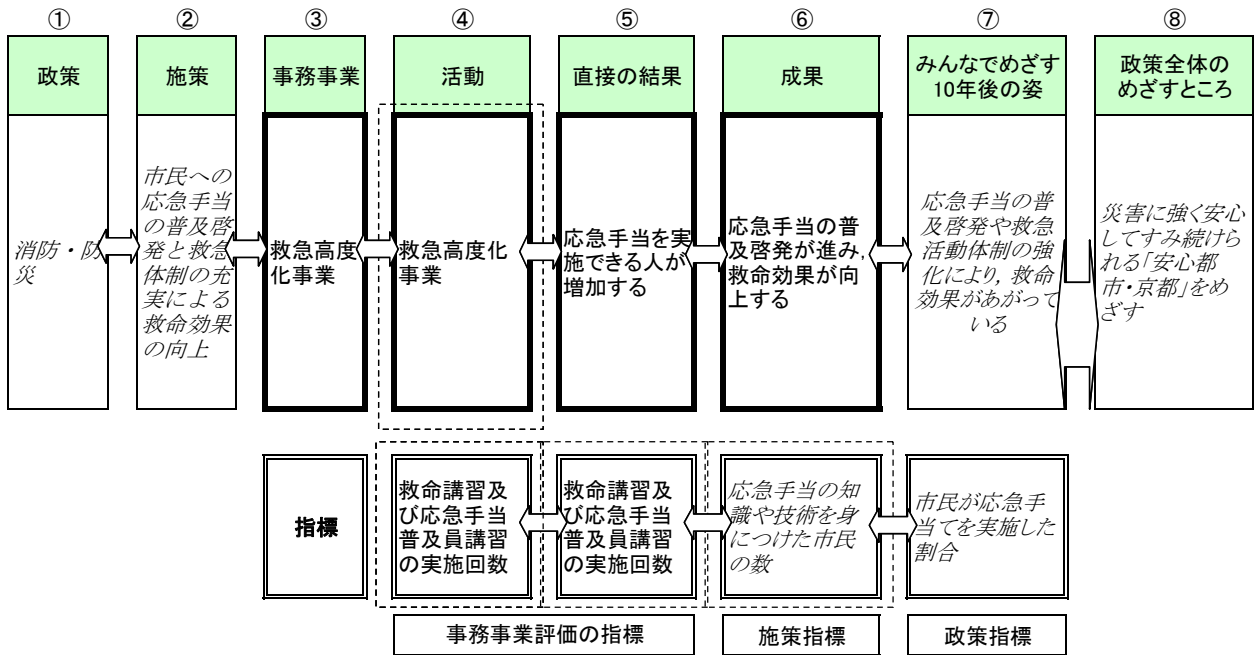 ①
②
③
④
⑤
⑥
⑦
⑧
政策
施策
事務事業
活動
直接の結果
成果
みんなでめざす
10年後の姿
政策全体の
めざすところ
消防・防
災
市民への
応急手当
の普及啓
発と救急
体制の充
実による
救命効果
の向上
救急高度
化事業
救急高度化
事業
応急手当を実
施できる人が
増加する
応急手当の普
及啓発が進み,
救命効果が向
上する
応急手当の普
及啓発や救急
活動体制の強
化により, 救命
効果があがって
いる
災害に強く安心
してすみ続けら
れる「安心都
市・京都」をめ
ざす
指標
救命講習及
び応急手当
普及員講習
の実施回数
救命講習及
び応急手当
普及員講習
の実施回数
応急手当の知
識や技術を身
につけた市民
の数
市民が応急手
当てを実施した
割合
事務事業評価の指標
施策指標
政策指標